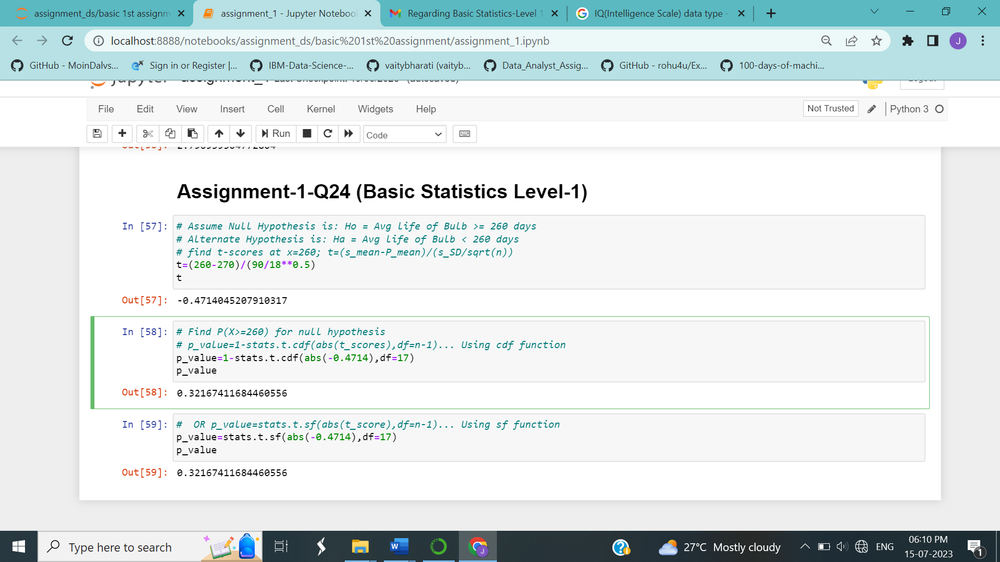 assignment_ds/basic 1st assignm
assignment_1 - Jupyter Notebook
Regarding Basic Statistics-Level 1
IQ(Intelligence Scale) data type -
localhost:8888/notebooks/assignment_ds/basic%201st%20assignment/assignment_1.ipynb
J
GitHub - MoinDalvs...
Sign in or Register |...
IBM-Data-Science-...
vaitybharati (vaityb...
Data_Analyst_Assig...
GitHub - rohu4u/Ex...
100-days-of-machi...
File
Edit
View
Insert
Cell
Kernel
Widgets
Help
Not Trusted
Python 3
Run
Code
Assignment-1-Q24 (Basic Statistics Level-1)
In [57]:
# Assume Null Hypothesis is: Ho = Avg life of Bulb >= 260 days
# Alternate Hypothesis is: Ha = Avg life of Bulb < 260 days
# find t-scores at x=260; t=(s_mean-P_mean)/(s_SD/sqrt(n))
t=(260-270)/(90/18**0.5)
t
Out[57]: -0.4714045207910317
In [58]:
# Find P(X>=260) for null hypothesis
# p_value=1-stats.t.cdf(abs(t_scores),df=n-1)... Using cdf function
p_value=1-stats.t.cdf(abs(-0.4714),df=17)
p_value
Out[58]: 0.32167411684460556
In [59]:
#  OR p_value=stats.t.sf(abs(t_score),df=n-1)... Using sf function
p_value=stats.t.sf(abs(-0.4714),df=17)
p_value
Out[59]: 0.32167411684460556
Type here to search
27°C Mostly cloudy
ENG
06:10 PM
15-07-2023
1